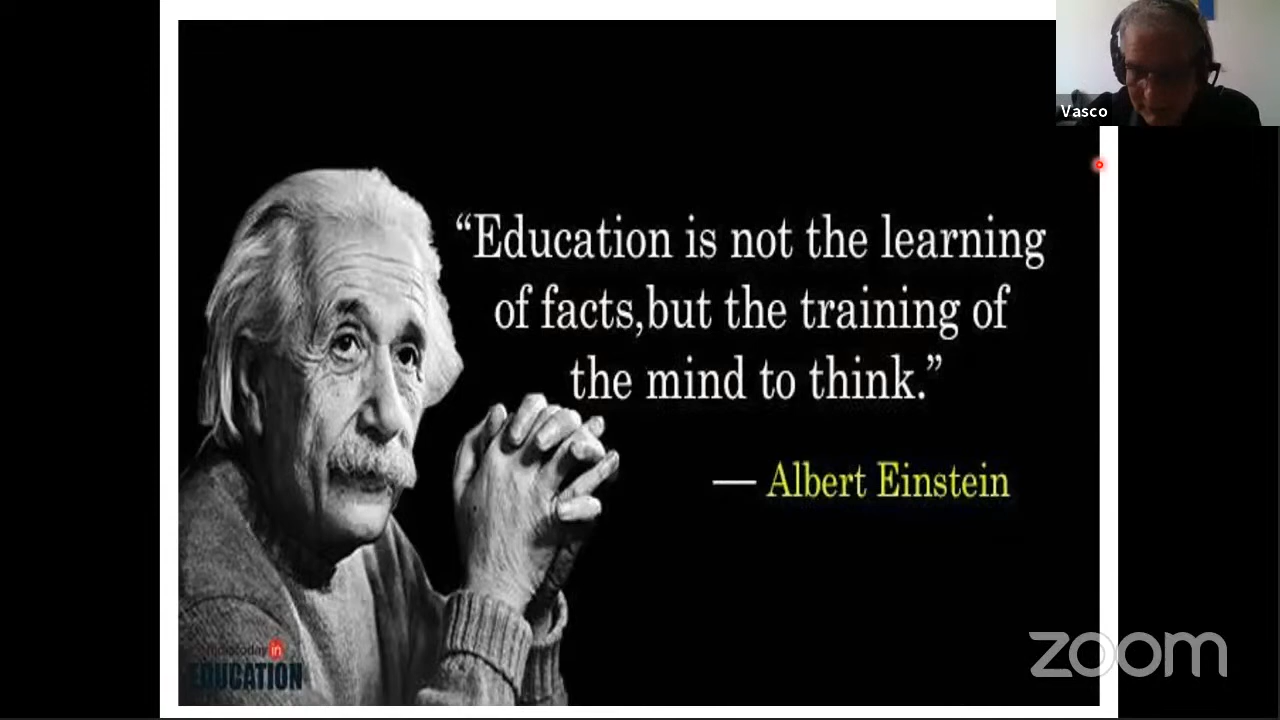 Vasco
“Education is not the learning
of facts,but the training of
the mind to think.”
— Albert Einstein
in
EDUCATION
zoom